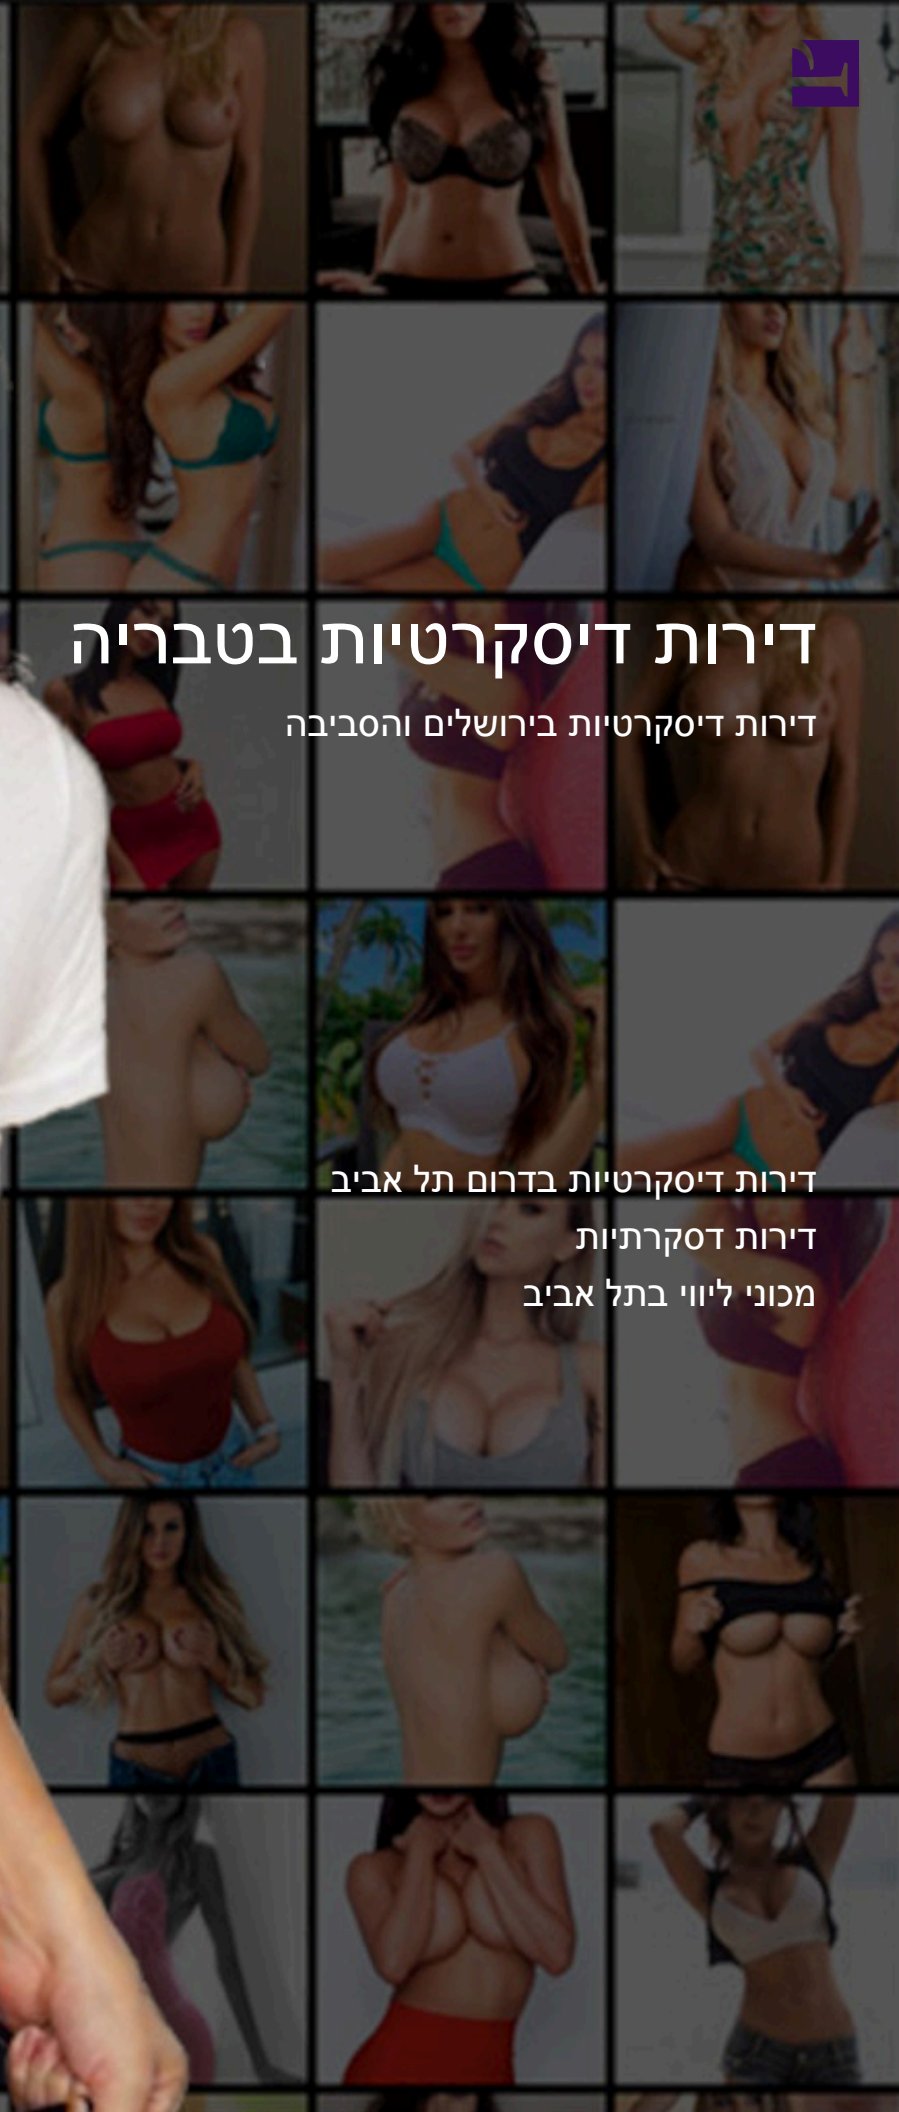 דירות דיסקרטיות בטבריה
דירות דיסקרטיות בירושלים והסביבה
דירות דיסקרטיות בדרום תל אביב
דירות דסקרתיות
מכוני ליווי בתל אביב